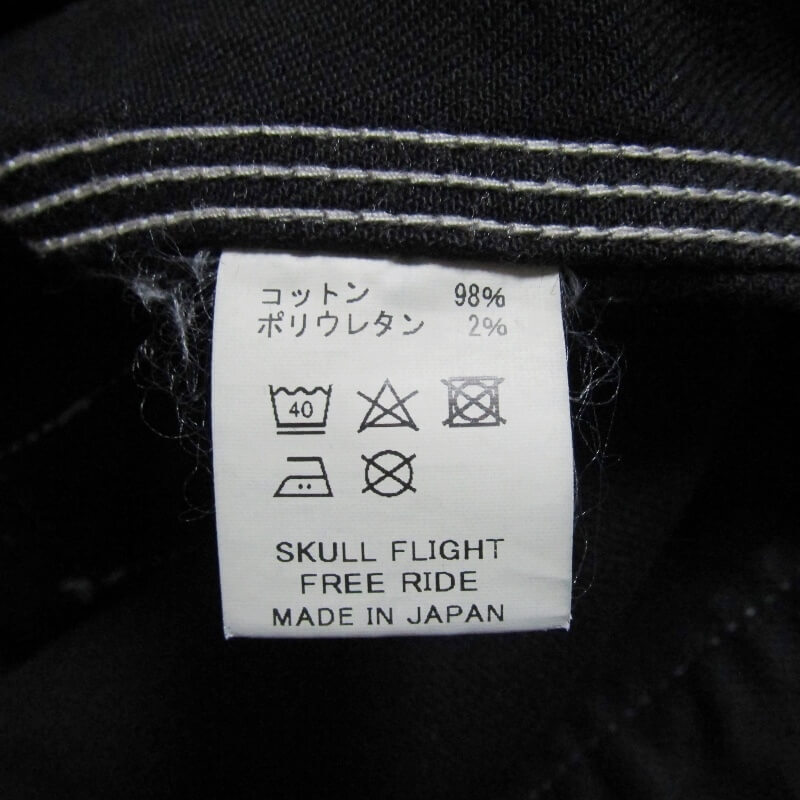 コットン 98%
ポリウレタン 2%
40
SKULL FLIGHT
FREE RIDE
MADE IN JAPAN